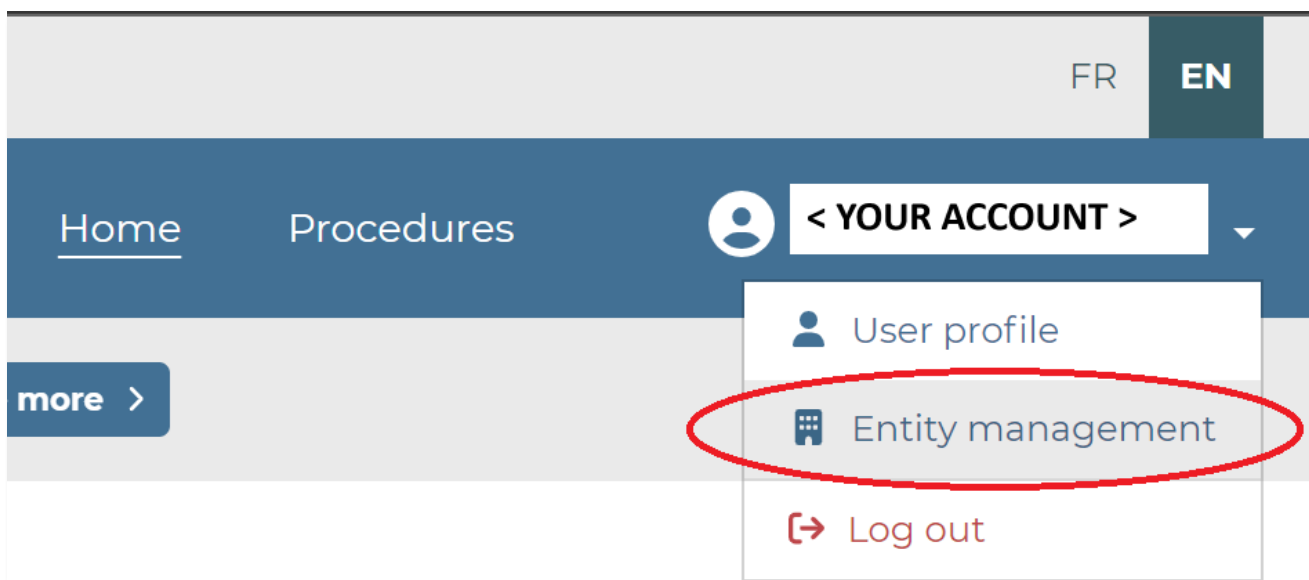 FR EN
Home Procedures < YOUR ACCOUNT >
User profile
more >
Entity management
Log out